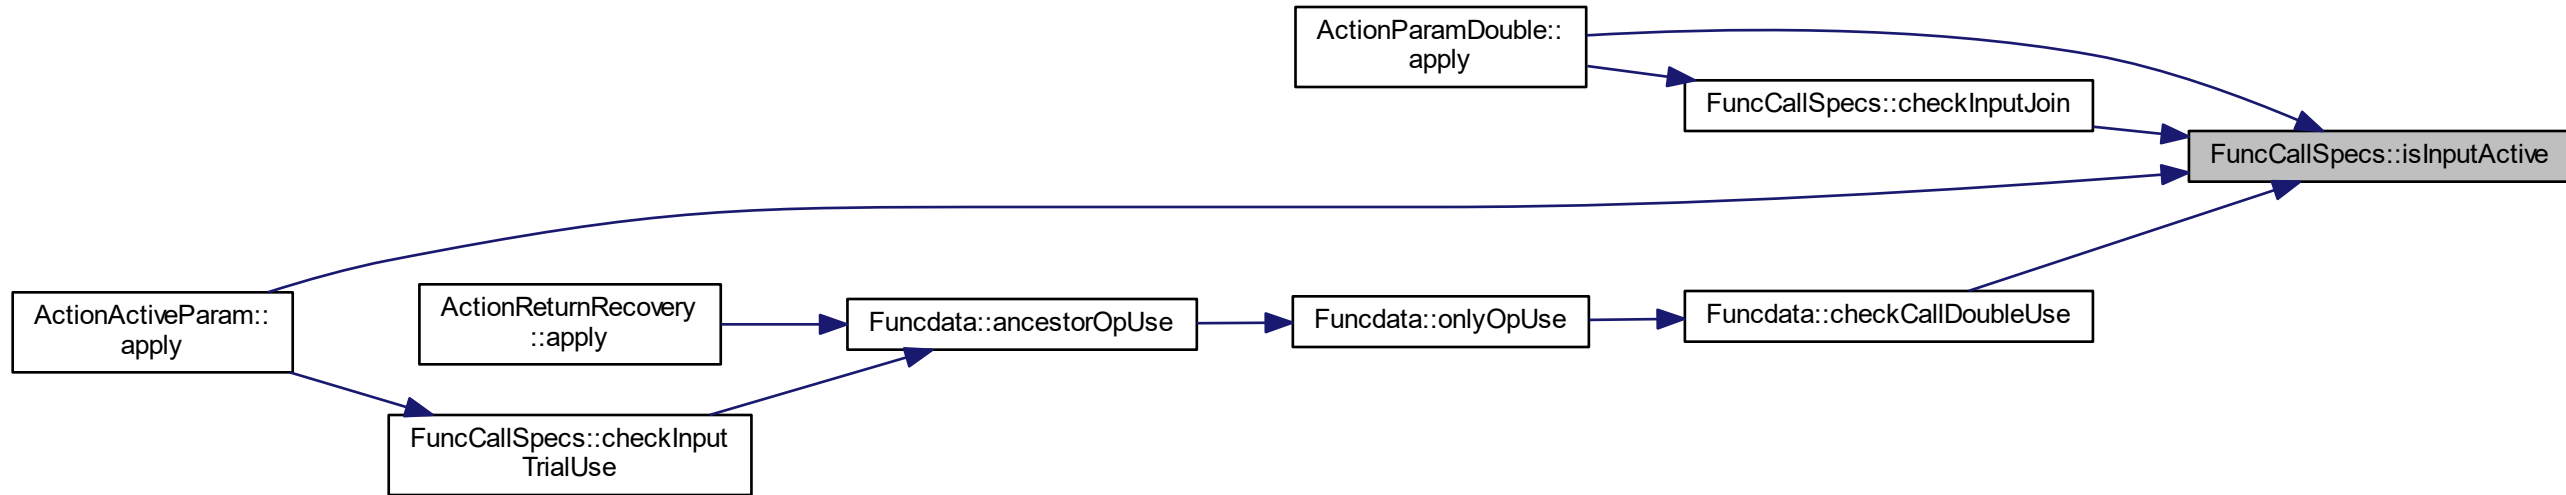 ActionParamDouble::
apply
FuncCallSpecs::checkInputJoin
FuncCallSpecs::isInputActive
ActionActiveParam::
apply
ActionReturnRecovery
::apply
Funcdata::ancestorOpUse
Funcdata::onlyOpUse
Funcdata::checkCallDoubleUse
FuncCallSpecs::checkInput
TrialUse